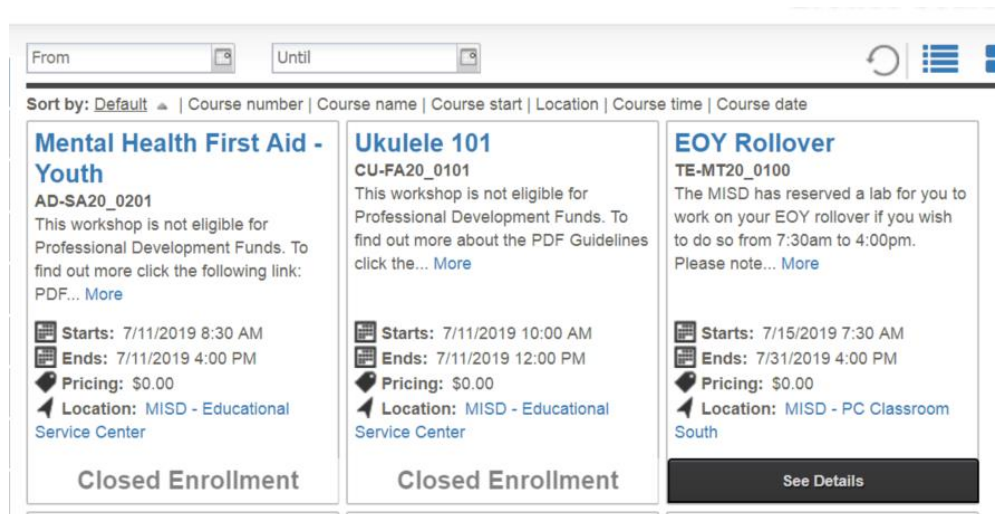 From
Until
Sort by: Default | Course number | Course name | Course start | Location | Course time | Course date
Mental Health First Aid -
Youth
AD-SA20_0201
This workshop is not eligible for
Professional Development Funds. To
find out more click the following link:
PDF... More
Starts: 7/11/2019 8:30 AM
Ends: 7/11/2019 4:00 PM
Pricing: $0.00
Location: MISD - Educational
Service Center
Closed Enrollment
Ukulele 101
CU-FA20_0101
This workshop is not eligible for
Professional Development Funds. To
find out more about the PDF Guidelines
click the... More
Starts: 7/11/2019 10:00 AM
Ends: 7/11/2019 12:00 PM
Pricing: $0.00
Location: MISD - Educational
Service Center
Closed Enrollment
EOY Rollover
TE-MT20_0100
The MISD has reserved a lab for you to
work on your EOY rollover if you wish
to do so from 7:30am to 4:00pm.
Please note... More
Starts: 7/15/2019 7:30 AM
Ends: 7/31/2019 4:00 PM
Pricing: $0.00
Location: MISD - PC Classroom
South
See Details